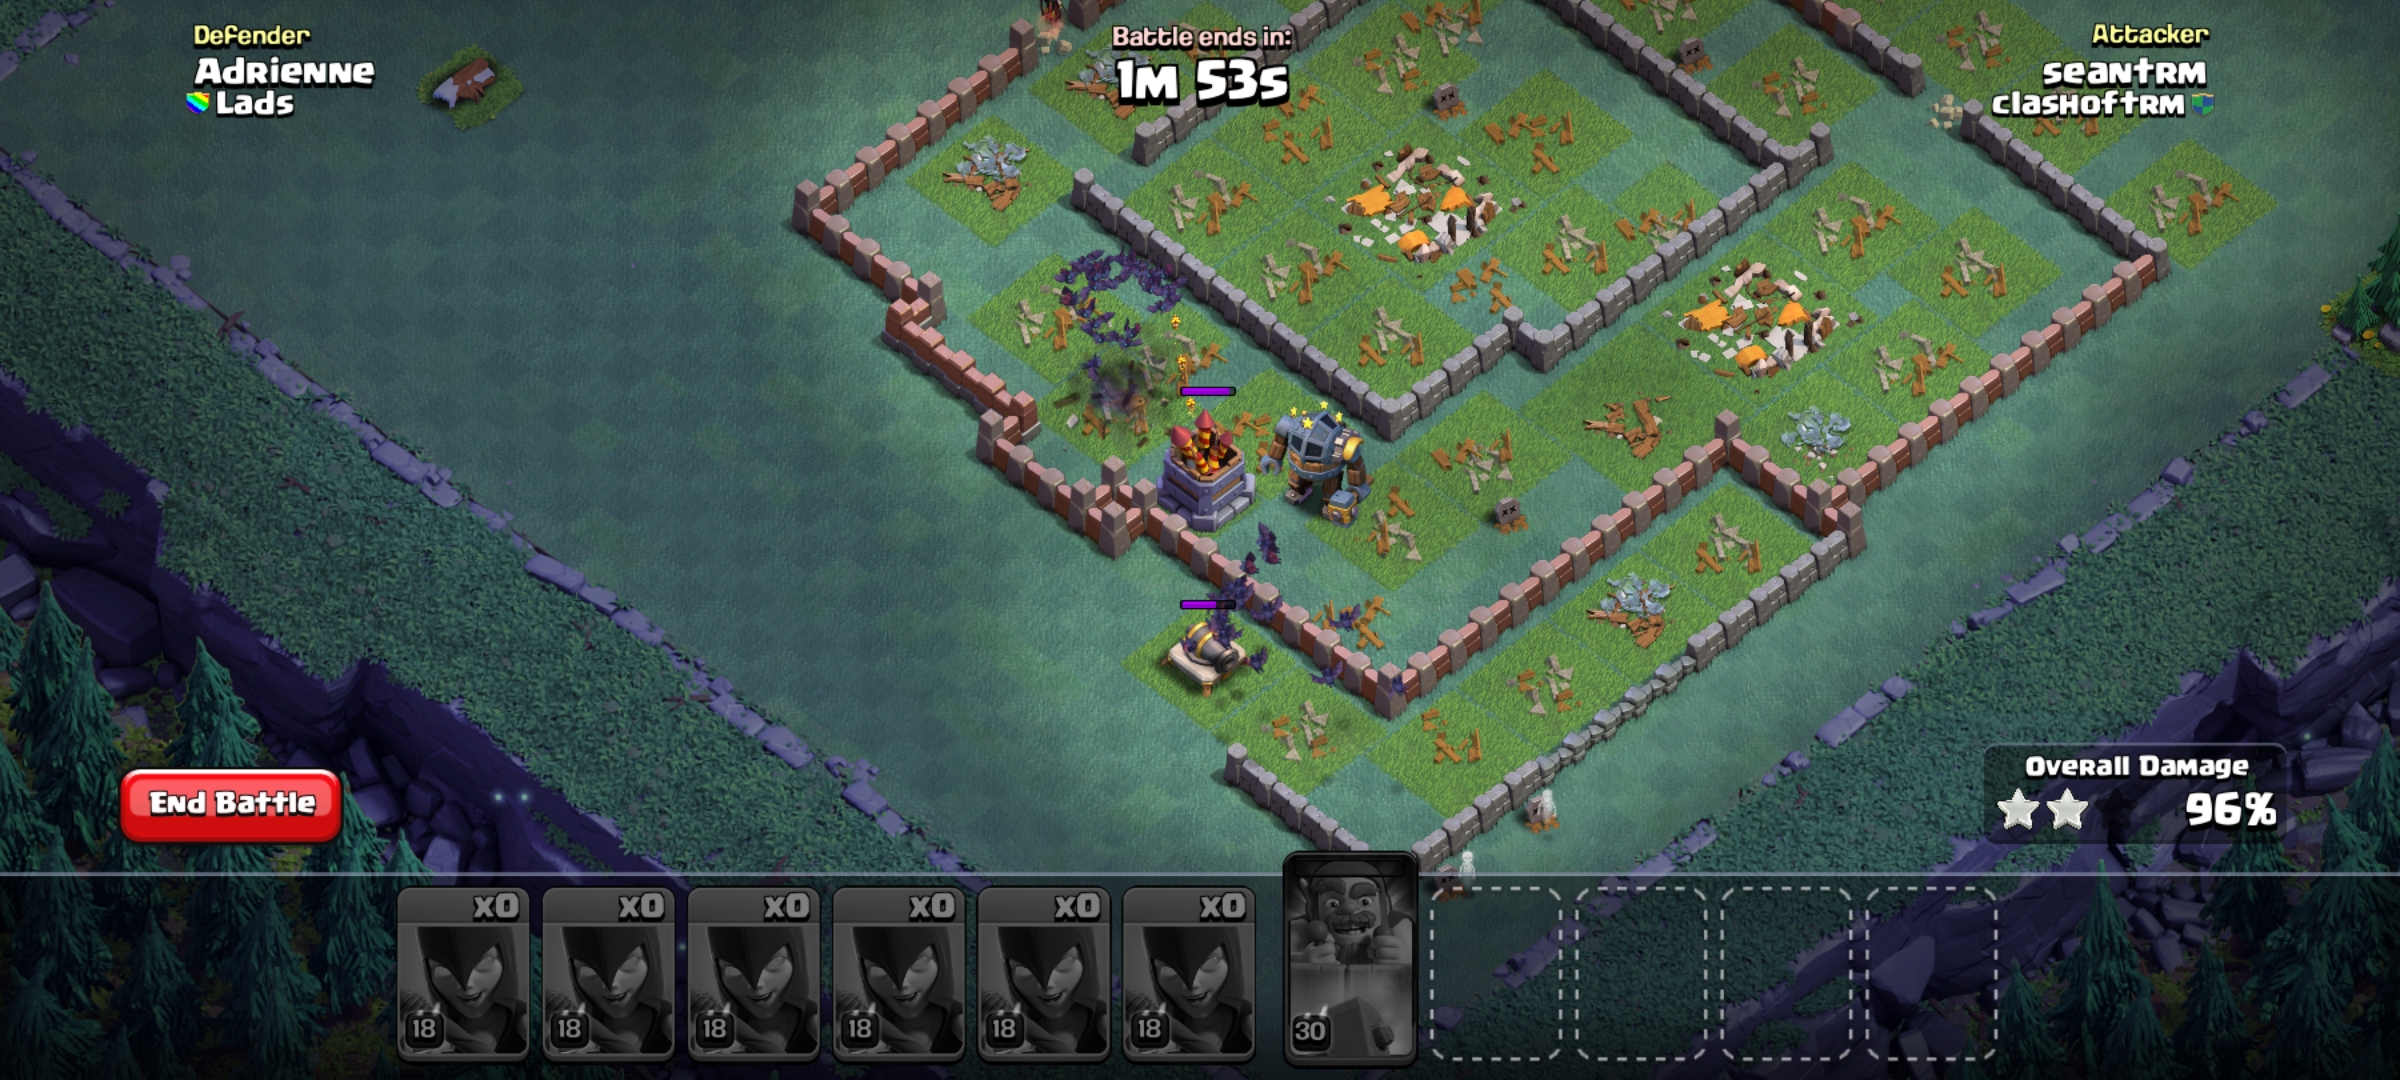 Defender
Adrienne
Lads
Battle ends in:
1M 53s
Attacker
seantRM
clashoftRM
End Battle
Overall Damage
96%
x0
x0
x0
x0
x0
x0
18
18
18
18
18
18
30